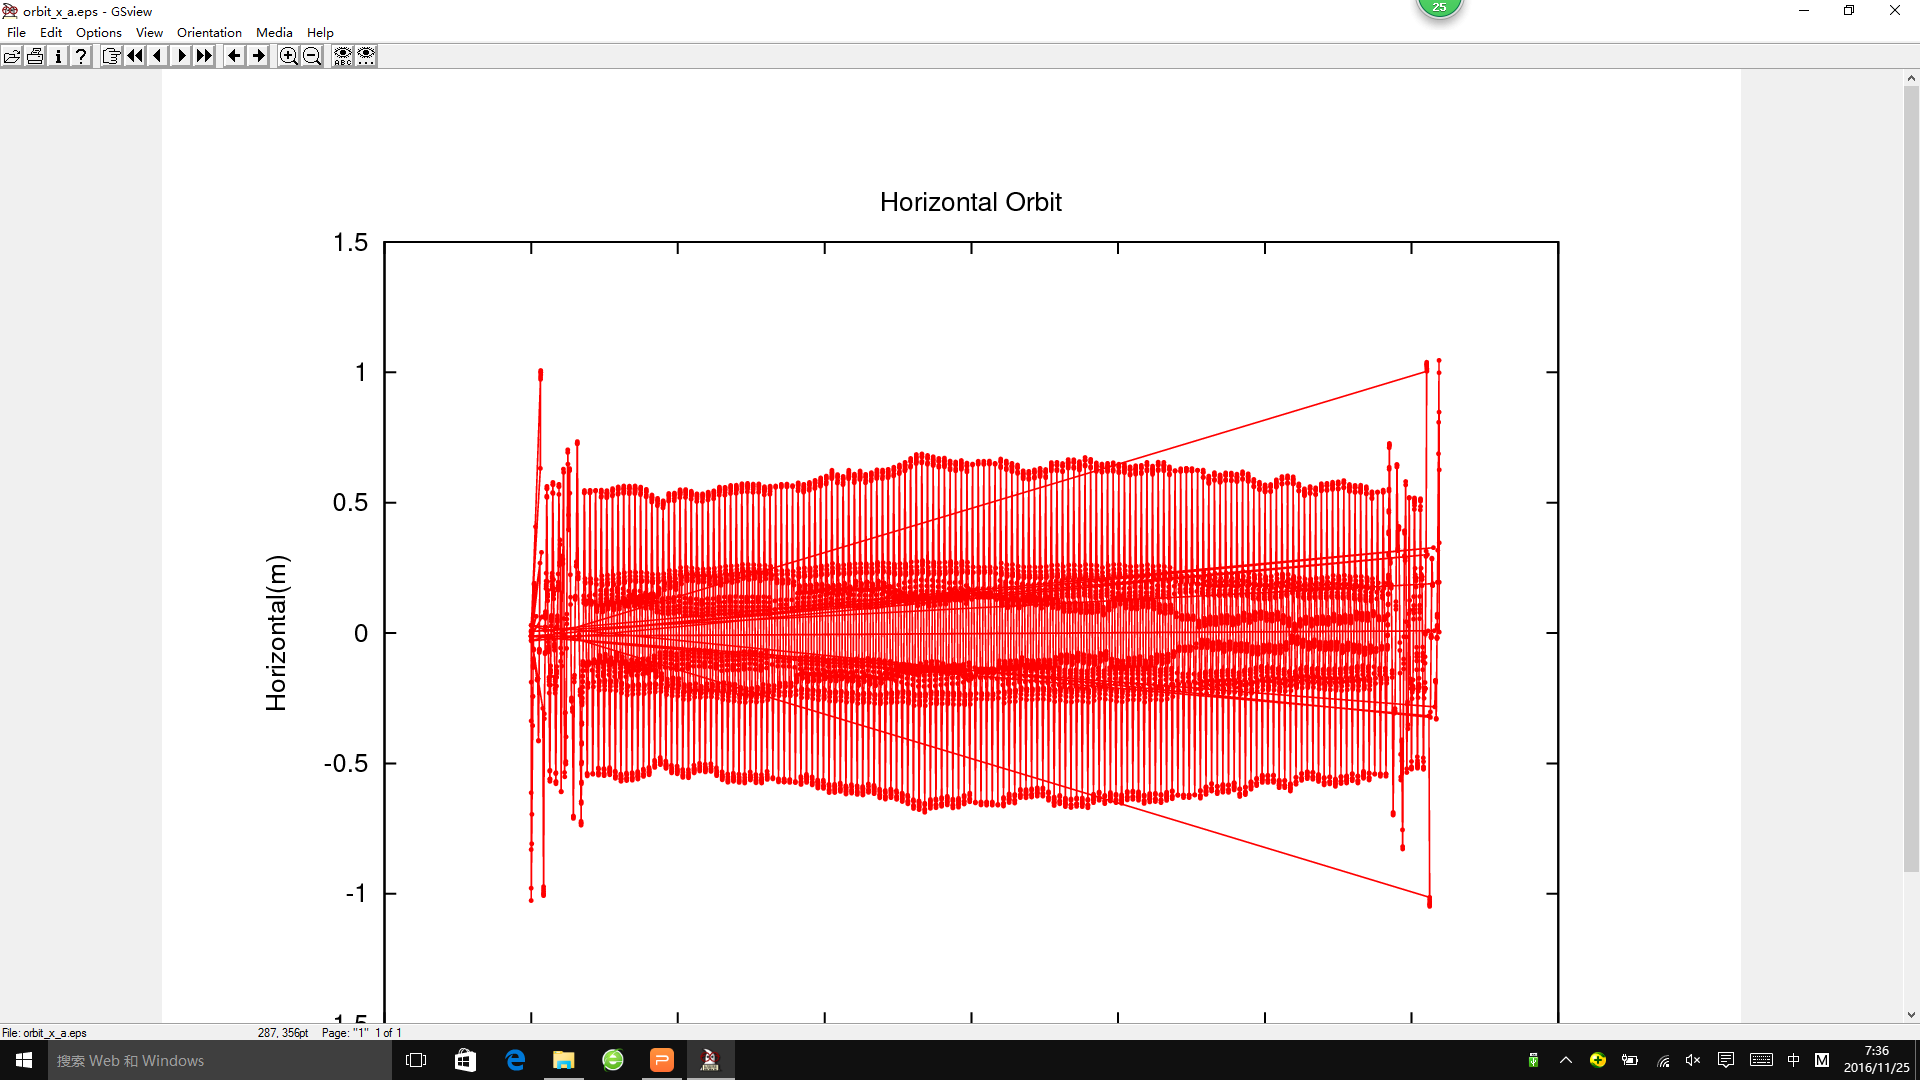 orbit_x_a.eps - GSview
25
File Edit Options View Orientation Media Help
Horizontal Orbit
1.5
1
0.5
0
-0.5
-1
Horizontal(m)
File: orbit_x_a.eps 287, 356pt Page: "1" 1 of 1
搜索 Web 和 Windows
中
M
7:36
2016/11/25